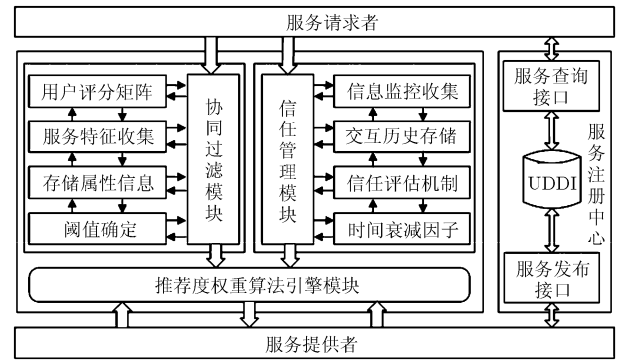 服务请求者
用户评分矩阵
服务特征收集
存储属性信息
阈值确定
协同过滤模块
信任管理模块
信息监控收集
交互历史存储
信任评估机制
时间衰减因子
推荐度权重算法引擎模块
服务查询
接口
UDDI
服务发布
接口
服务注册中心
服务提供者